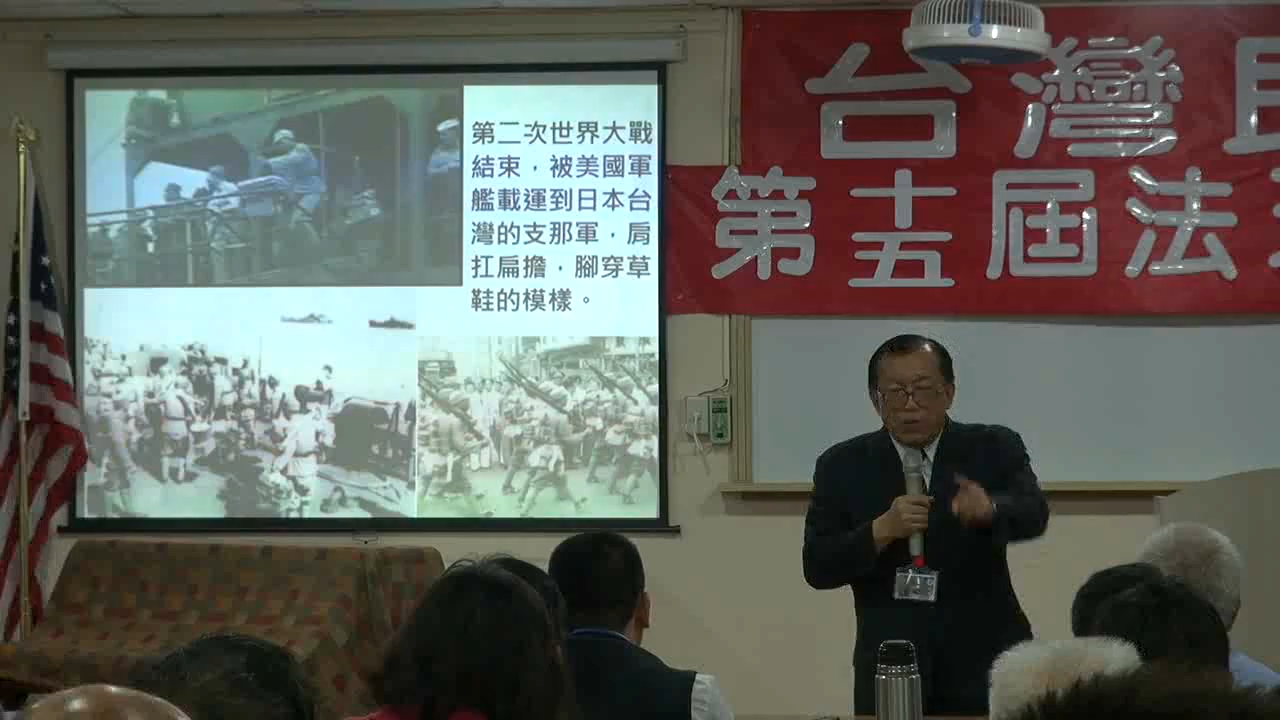 第二次世界大戰
結束，被美國軍
艦載運到日本台
灣的支那軍，肩
扛扁擔，腳穿草
鞋的模樣。
台灣
第十五屆法